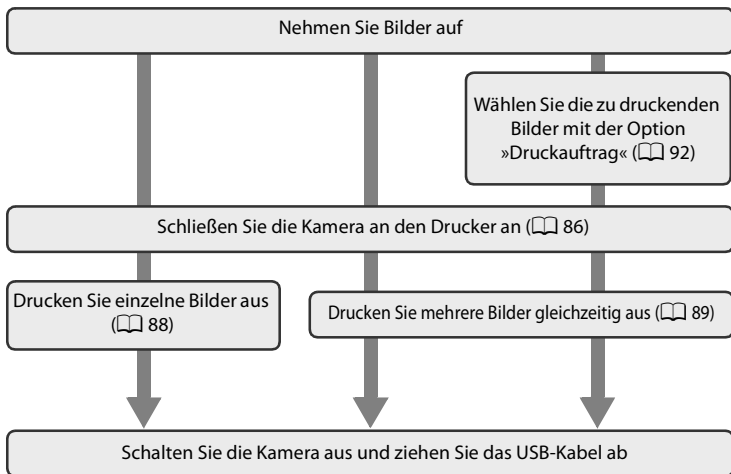 Nehmen Sie Bilder auf
Wählen Sie die zu druckenden
Bilder mit der Option
»Druckauftrag« (📖 92)
Schließen Sie die Kamera an den Drucker an (📖 86)
Drucken Sie einzelne Bilder aus
(📖 88)
Drucken Sie mehrere Bilder gleichzeitig aus (📖 89)
Schalten Sie die Kamera aus und ziehen Sie das USB-Kabel ab